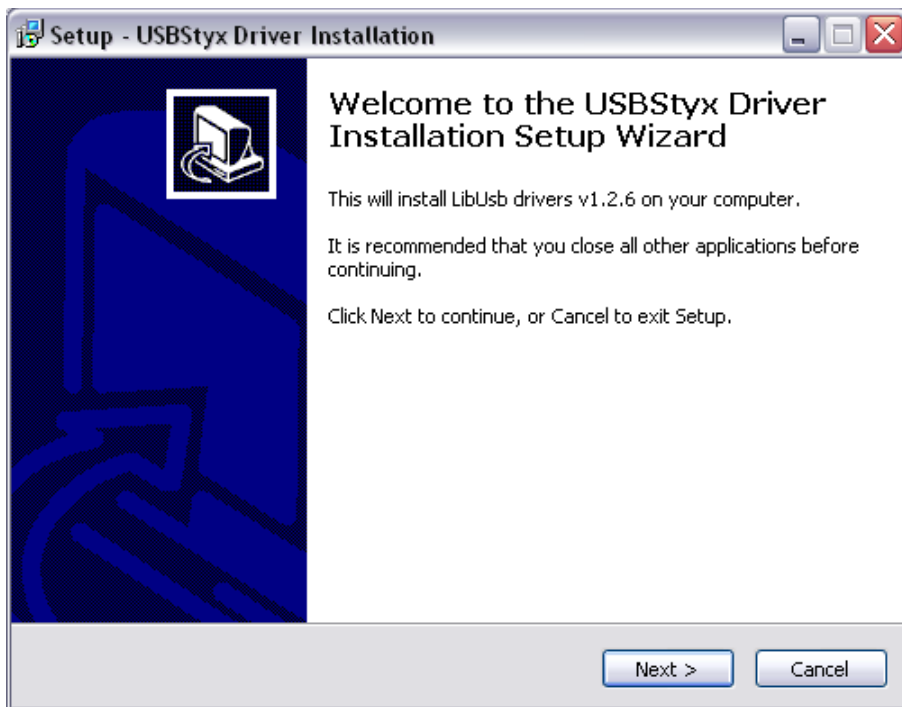 Setup - USBStyx Driver Installation
Welcome to the USBStyx Driver
Installation Setup Wizard
This will install LibUsb drivers v1.2.6 on your computer.
It is recommended that you close all other applications before
continuing.
Click Next to continue, or Cancel to exit Setup.
Next >
Cancel